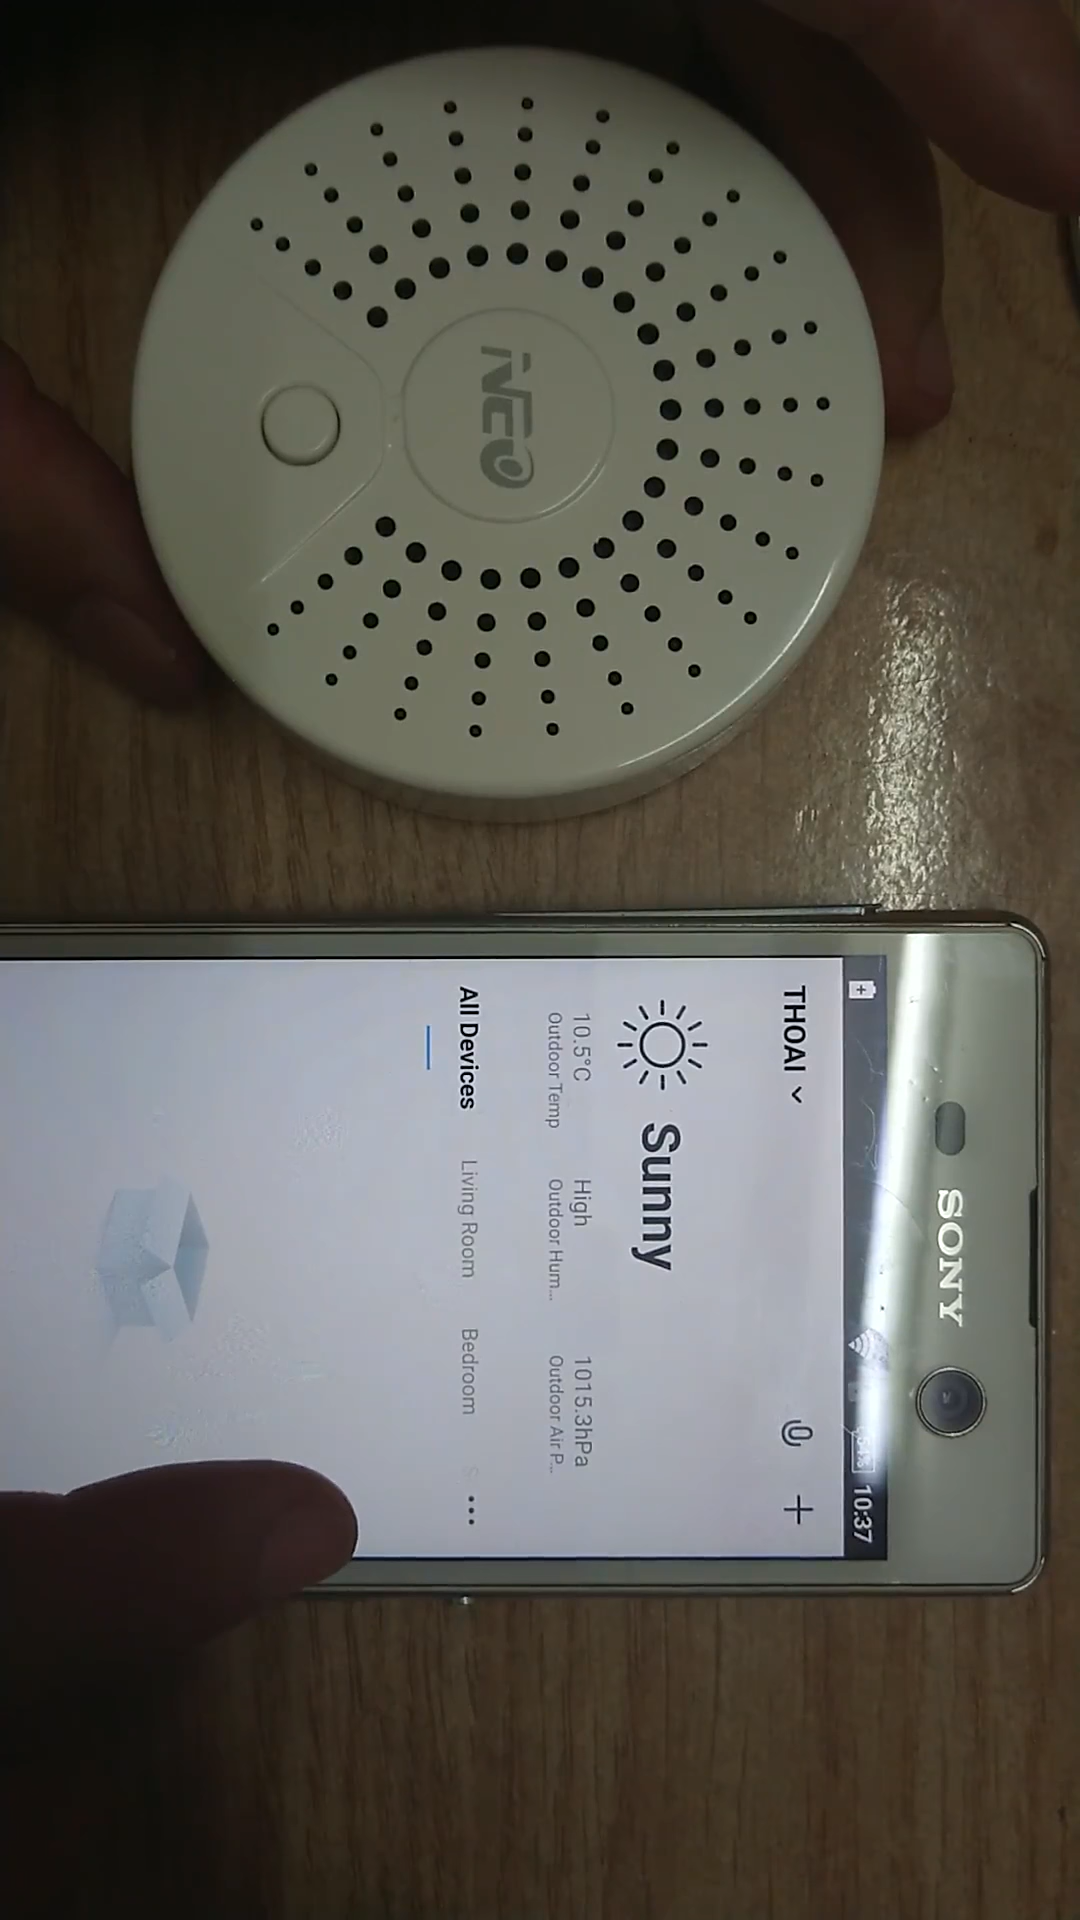 NEO
SONY
54% 10:37
THOAI
Sunny
10.5°C High 1015.3hPa
Outdoor Temp Outdoor Hum... Outdoor Air P...
All Devices Living Room Bedroom S ...